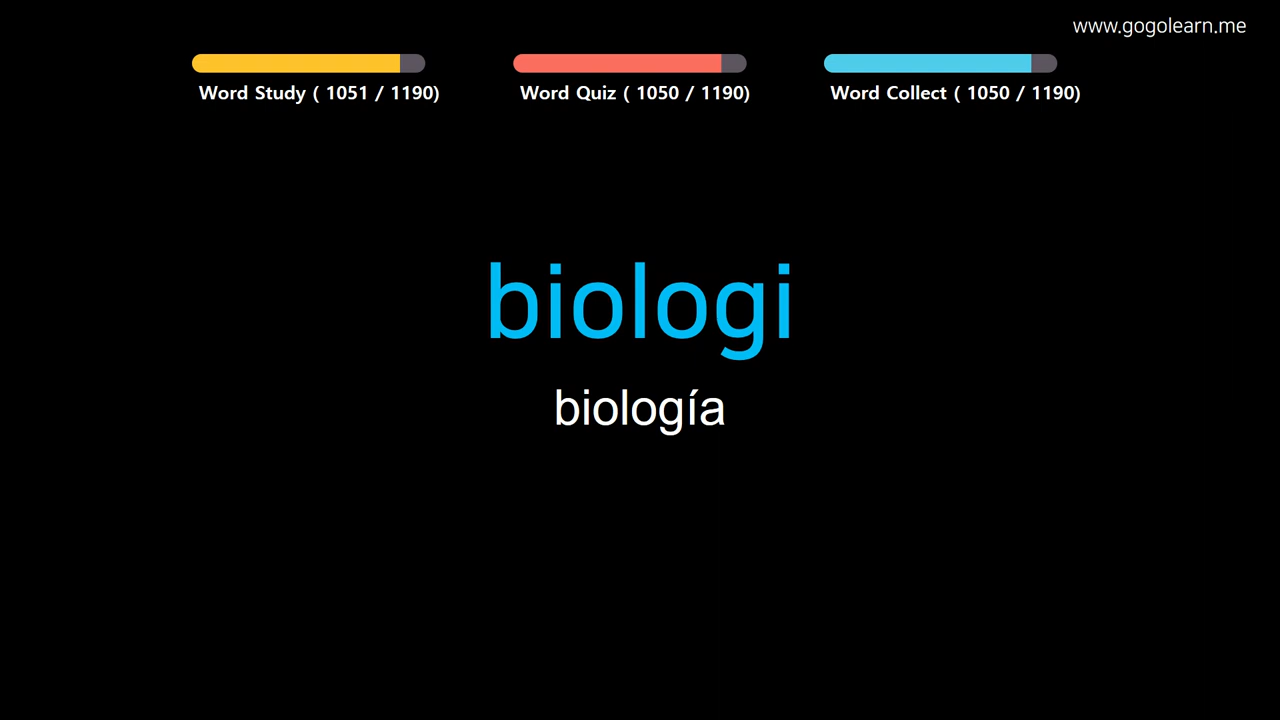 www.gogolearn.me
Word Study ( 1051 / 1190)
Word Quiz ( 1050 / 1190)
Word Collect ( 1050 / 1190)
biologi
biología